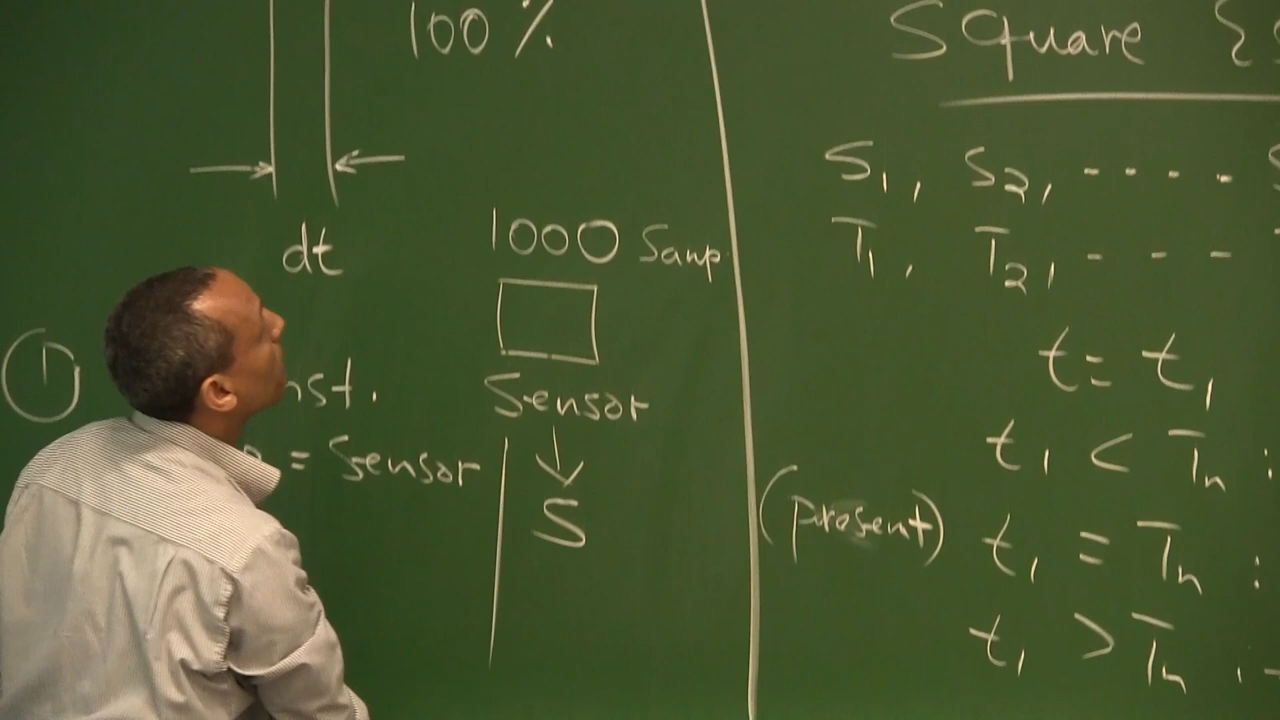 100 %
dt
1000 Samp
Sensor
S
①
nst.
= Sensor
Square {
S1, S2, - - - -
T1, T2, - - -
t = t1
t1 < Tn :
(present) t1 = Tn :
t1 > Tn